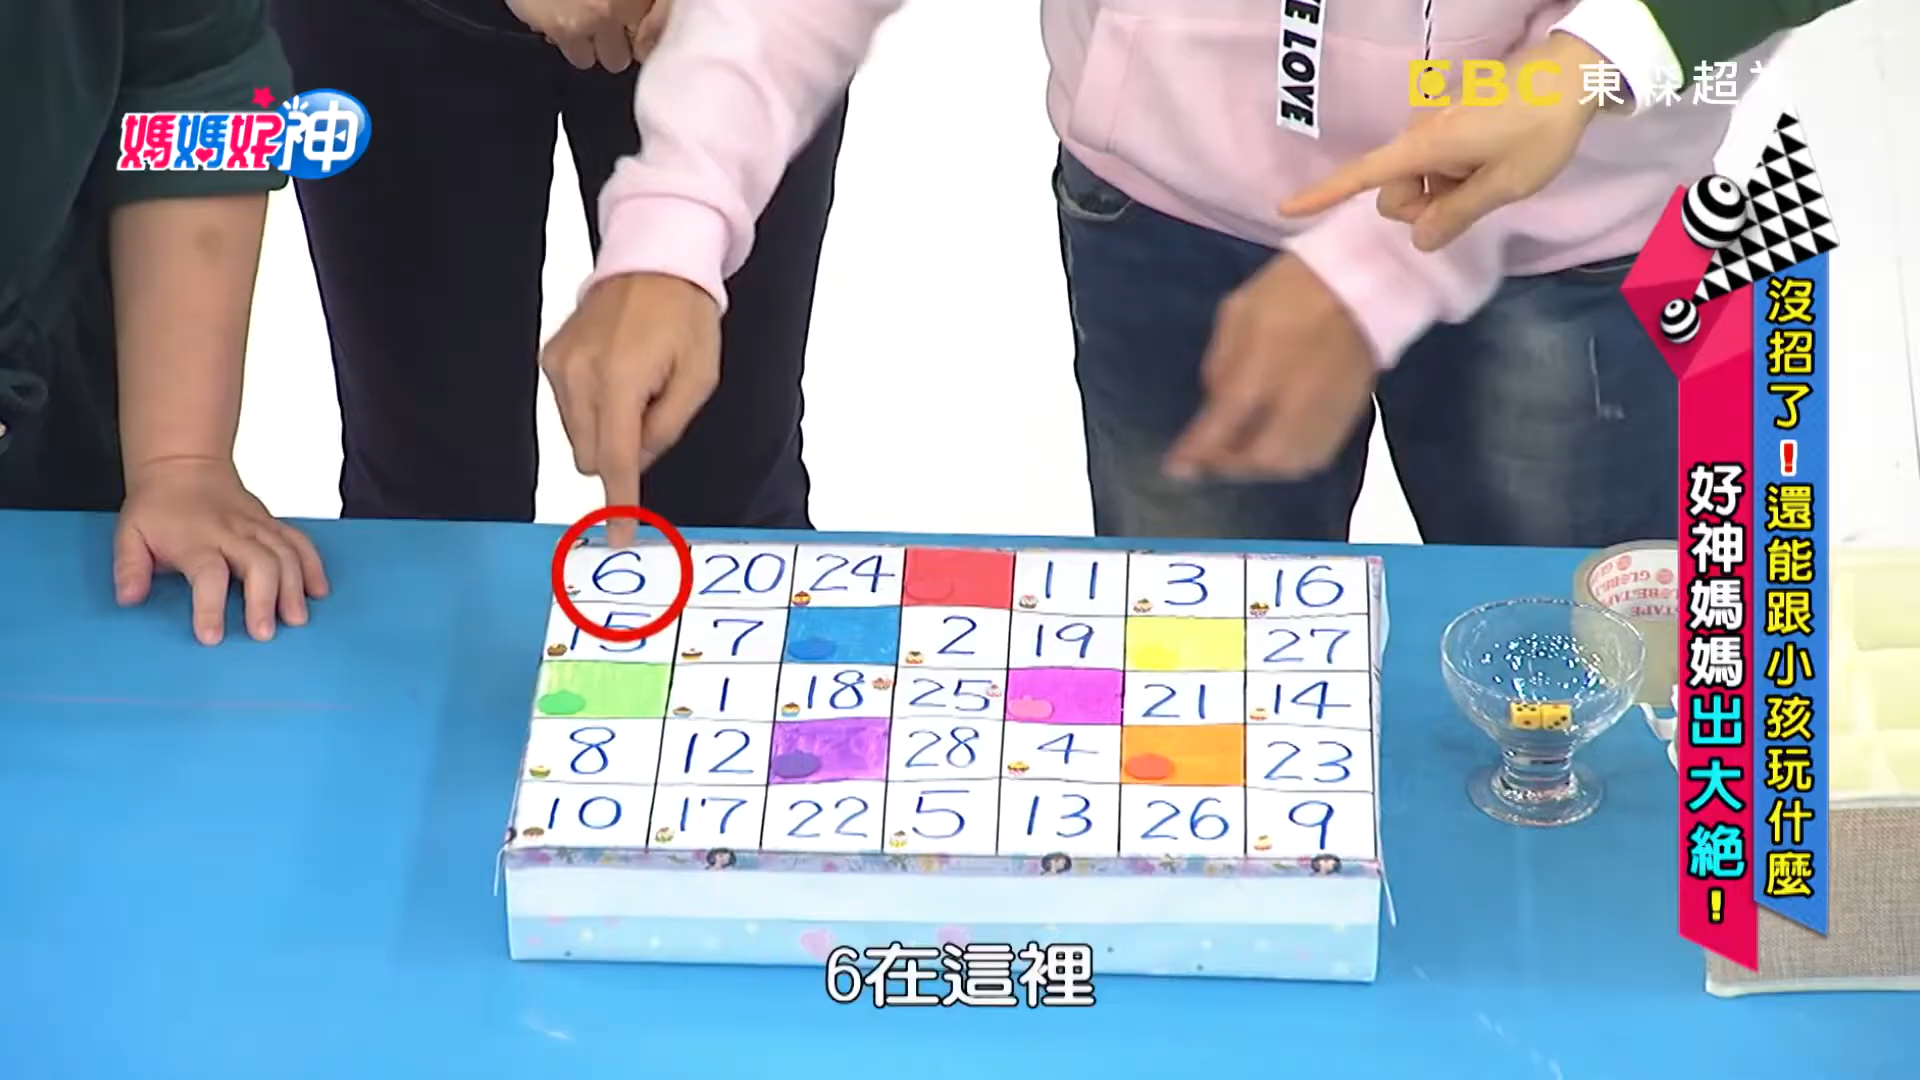 媽媽好神
EBC 東森超
LOVE
沒招了!還能跟小孩玩什麼
好神媽媽出大絕!
6 20 24 11 3 16
15 7 2 19 27
1 18 25 21 14
8 12 28 4 23
10 17 22 5 13 26 9
6在這裡